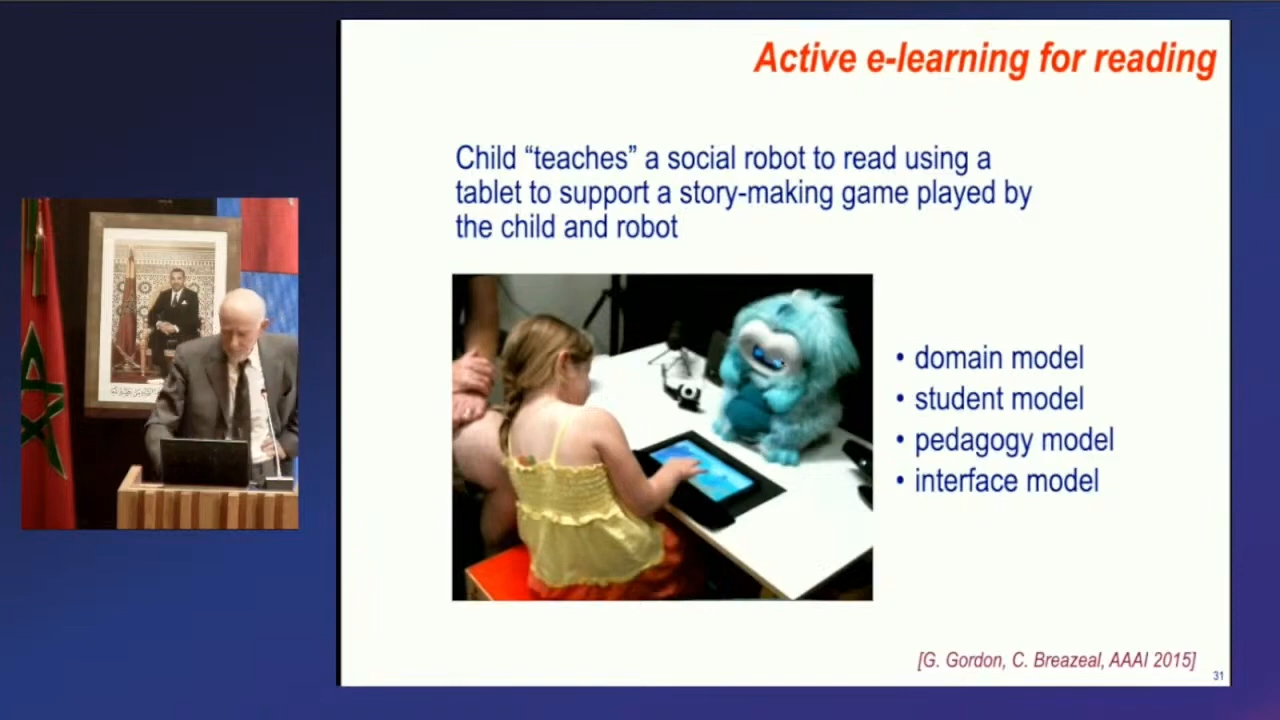 Active e-learning for reading
Child “teaches” a social robot to read using a
tablet to support a story-making game played by
the child and robot
• domain model
• student model
• pedagogy model
• interface model
[G. Gordon, C. Breazeal, AAAI 2015]
31